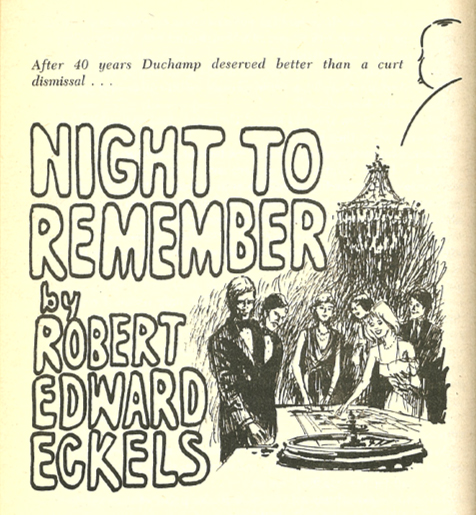 After 40 years Duchamp deserved better than a curt
dismissal . . .
NIGHT TO
REMEMBER
by
ROBERT
EDWARD
ECKELS